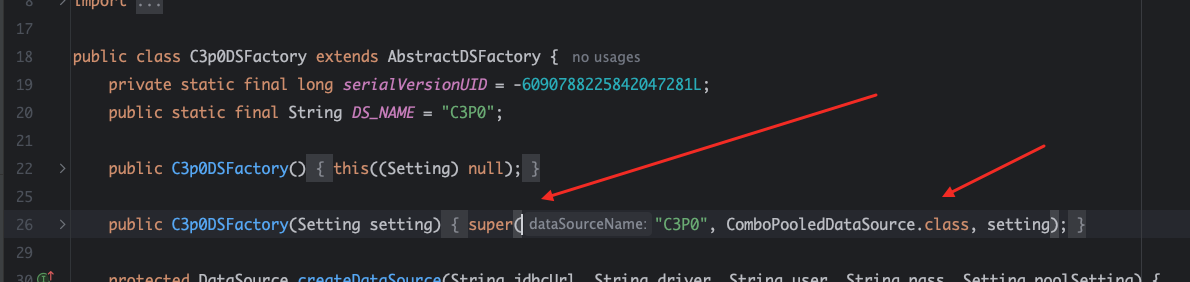 8 import ...
17
18 public class C3p0DSFactory extends AbstractDSFactory { no usages
19 private static final long serialVersionUID = -6090788225842047281L;
20 public static final String DS_NAME = "C3P0";
21
22 public C3p0DSFactory() { this((Setting) null); }
25
26 public C3p0DSFactory(Setting setting) { super( dataSourceName: "C3P0", ComboPooledDataSource.class, setting); }
29
30 protected DataSource createDataSource(String jdbcUrl, String driver, String user, String pass, Setting poolSetting) {